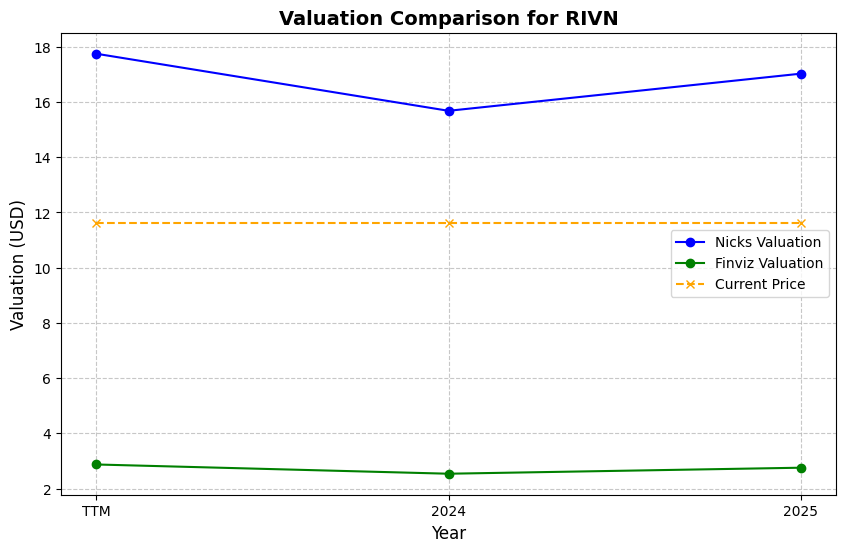 Valuation Comparison for RIVN
Valuation (USD)
18
16
14
12
10
8
6
4
2
Nicks Valuation
Finviz Valuation
Current Price
TTM 2024 2025
Year